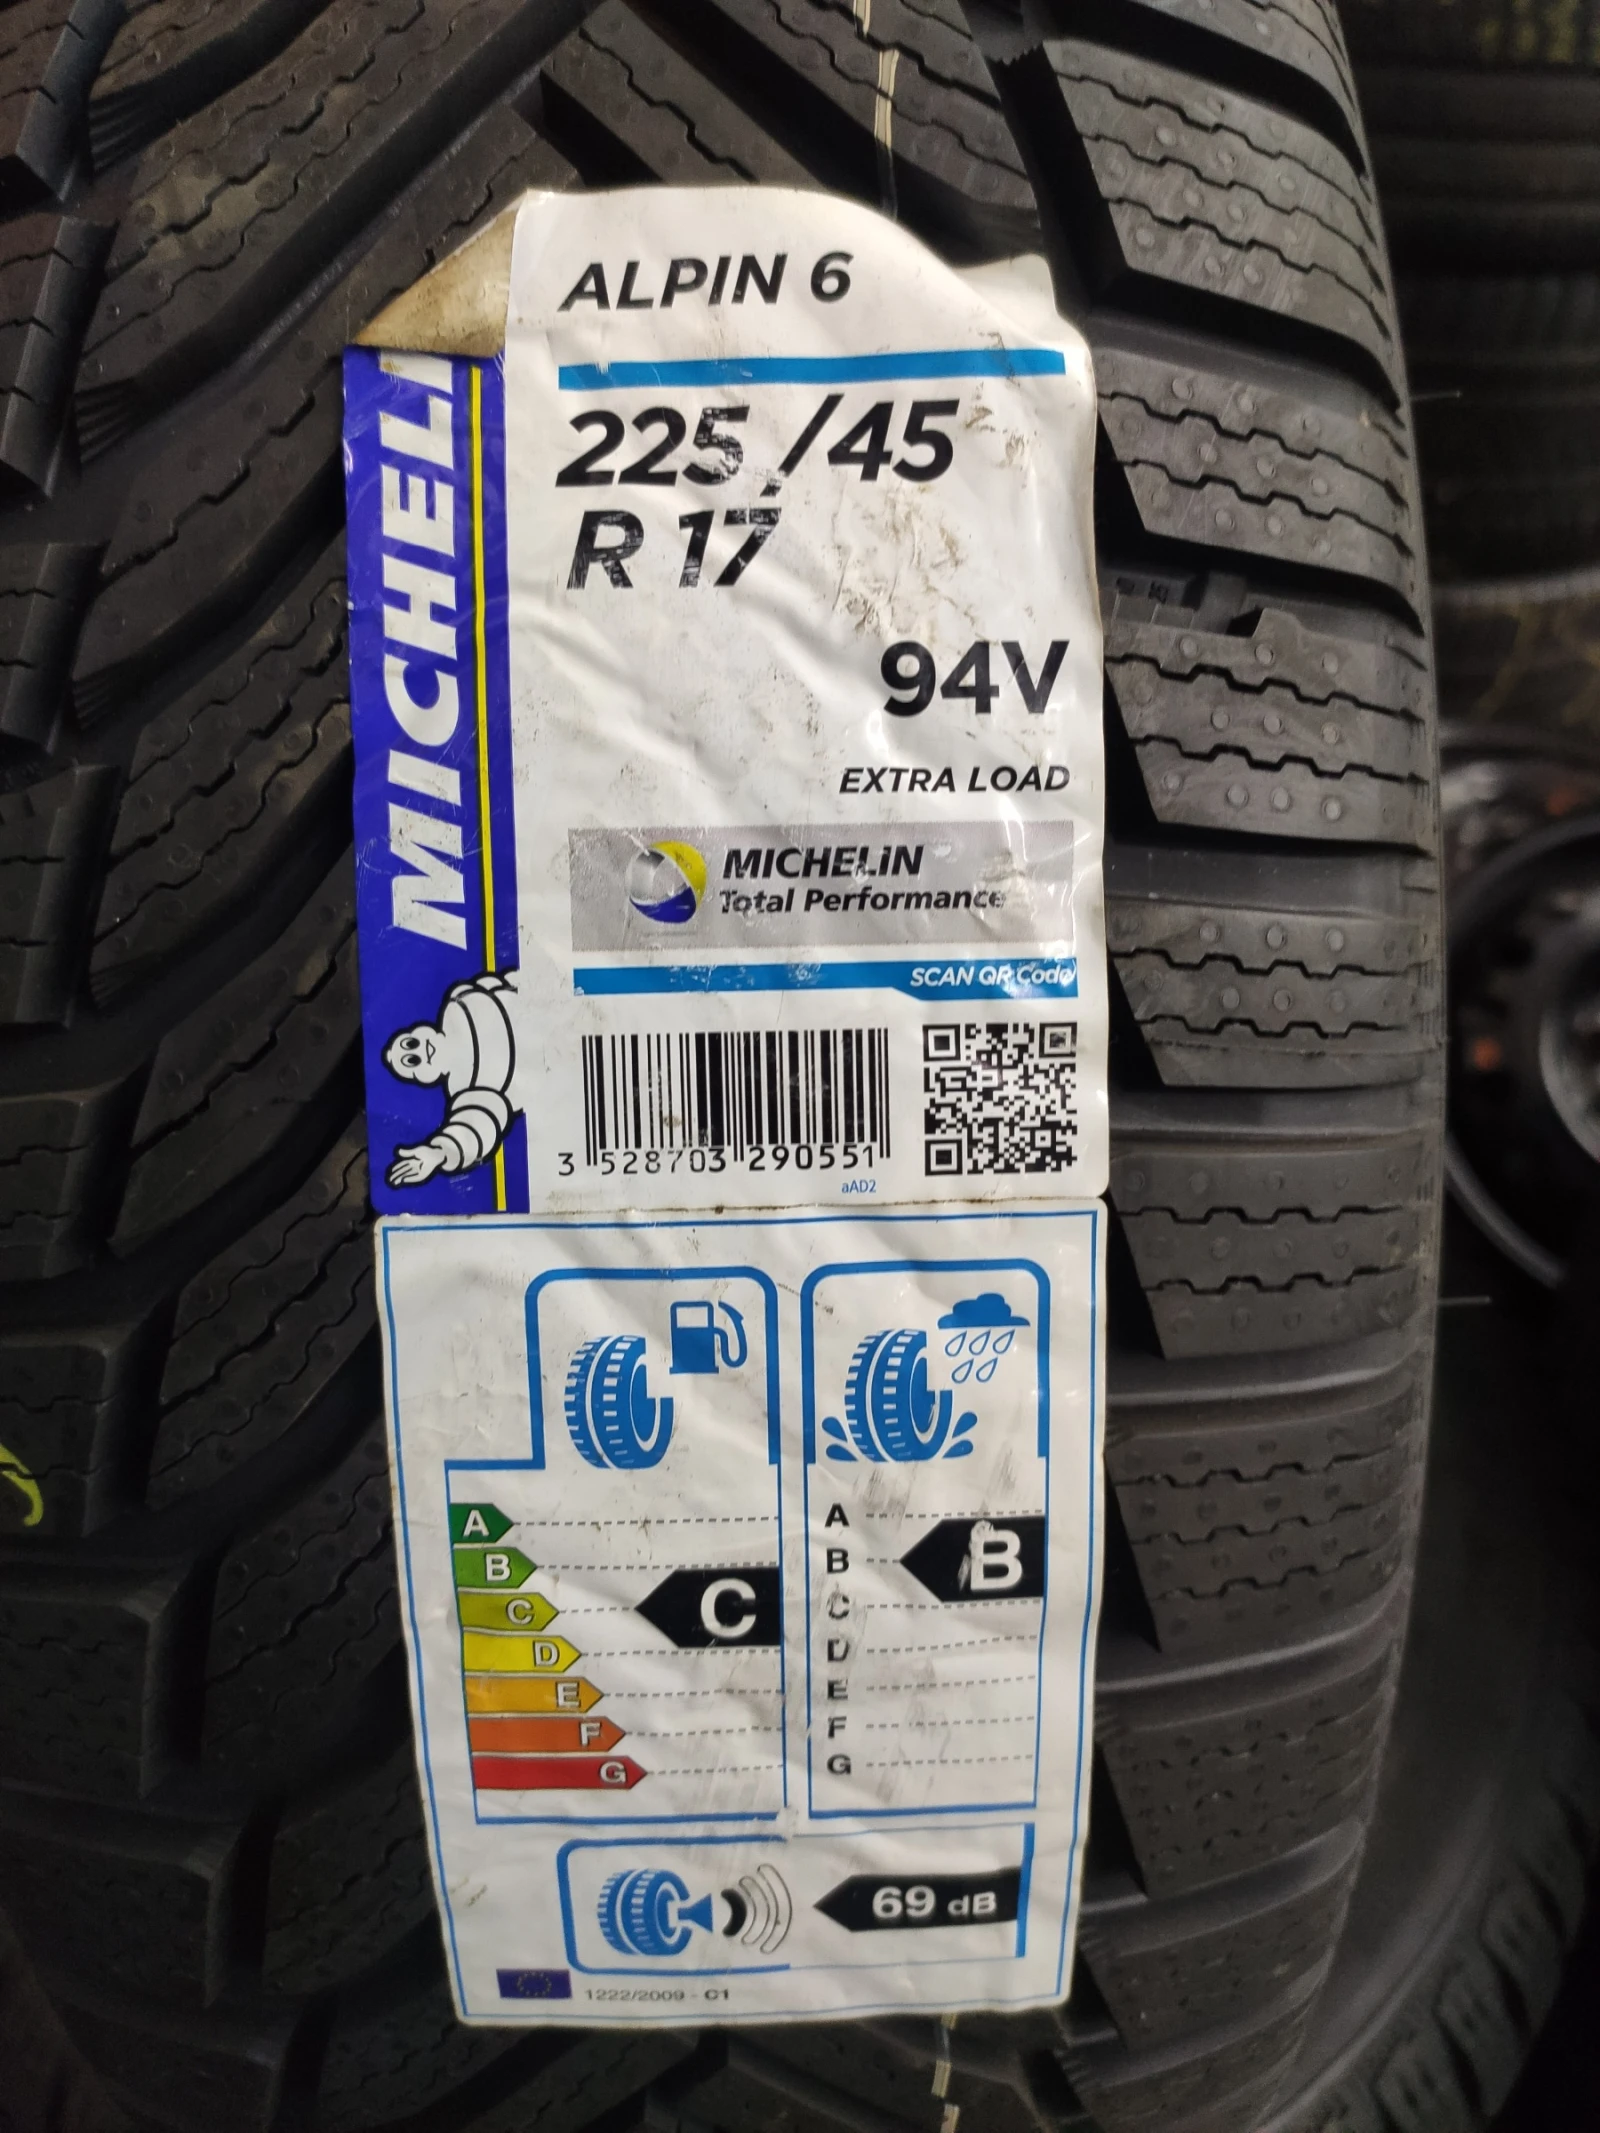 ALPIN 6
MICHELI
225 /45
R 17
94V
EXTRA LOAD
MICHELIN
Total Performance
SCAN QR Code
3 528703 290551
aAD2
A
B
C
D
E
F
G
C
A
B
C
D
E
F
G
B
69 dB
1222/2009 - C1